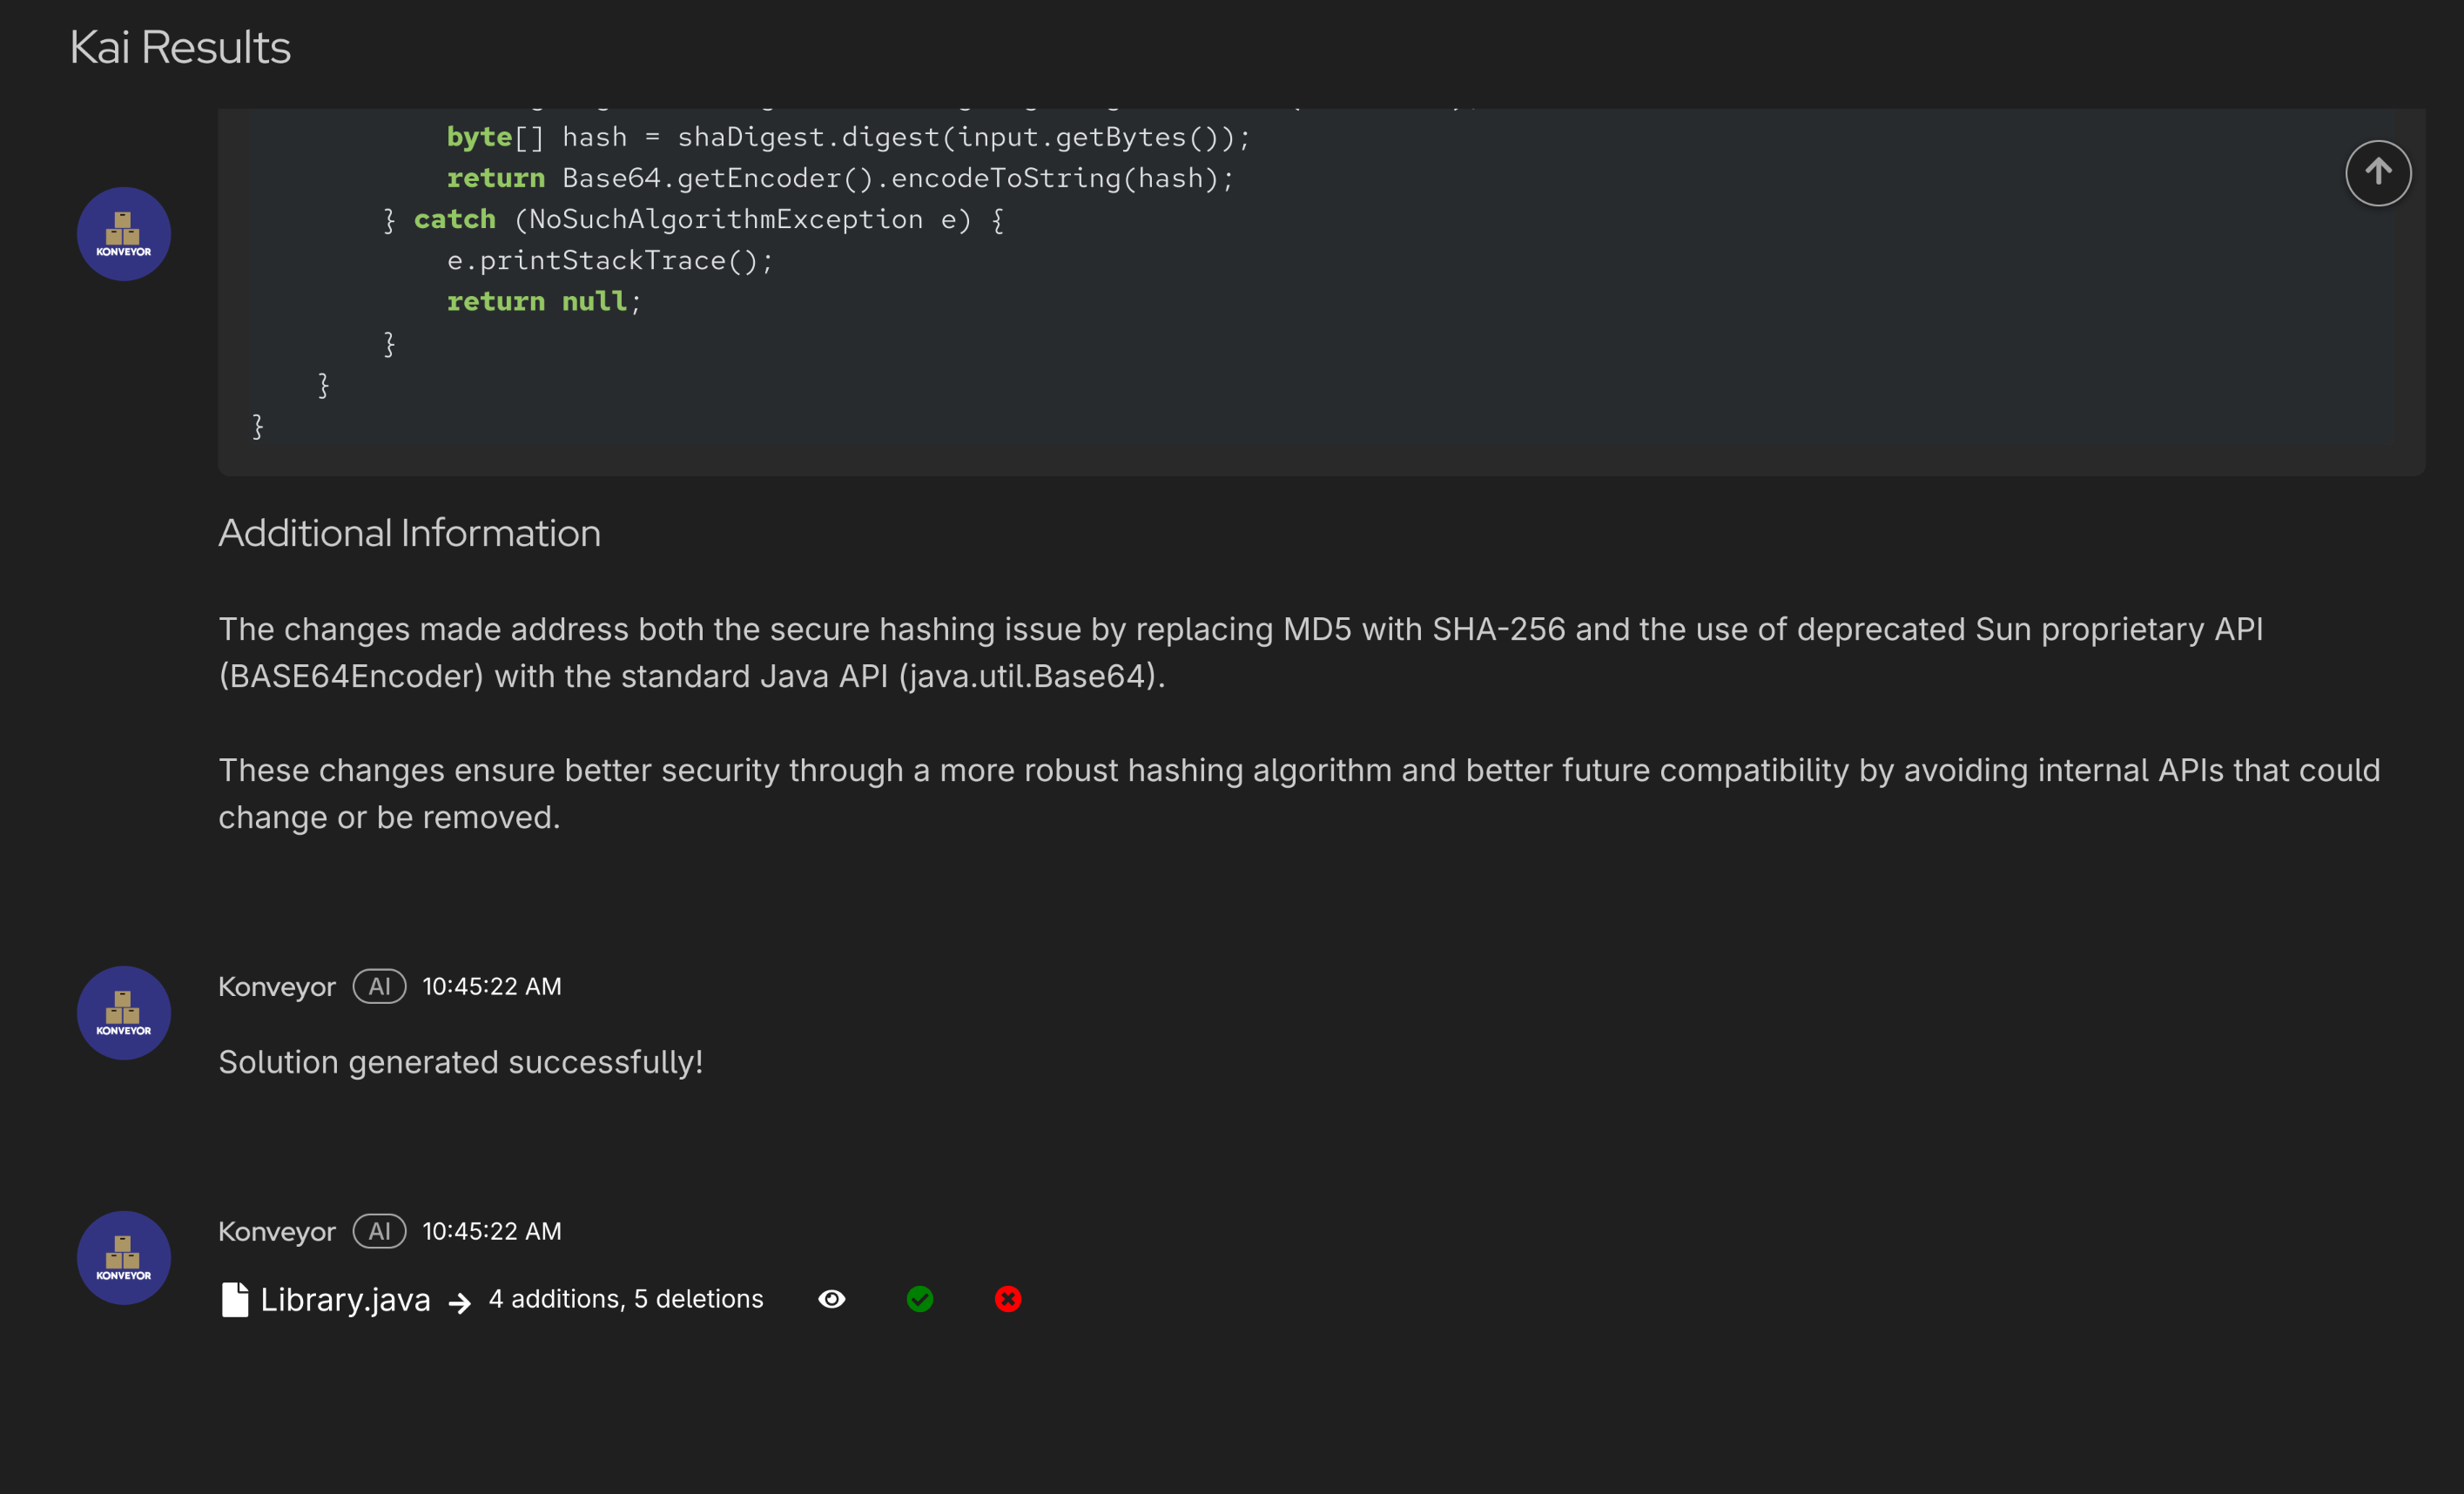 Kai Results
byte[] hash = shaDigest.digest(input.getBytes());
return Base64.getEncoder().encodeToString(hash);
} catch (NoSuchAlgorithmException e) {
e.printStackTrace();
return null;
}
}
}
KONVEYOR
Additional Information
The changes made address both the secure hashing issue by replacing MD5 with SHA-256 and the use of deprecated Sun proprietary API
(BASE64Encoder) with the standard Java API (java.util.Base64).
These changes ensure better security through a more robust hashing algorithm and better future compatibility by avoiding internal APIs that could
change or be removed.
KONVEYOR
Konveyor AI 10:45:22 AM
Solution generated successfully!
KONVEYOR
Konveyor AI 10:45:22 AM
Library.java → 4 additions, 5 deletions